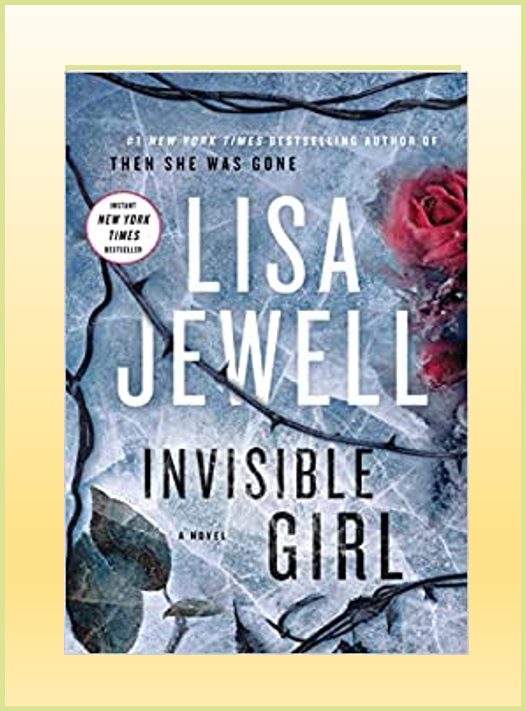 #1 NEW YORK TIMES BESTSELLING AUTHOR OF
THEN SHE WAS GONE
INSTANT
NEW YORK
TIMES
BESTSELLER
LISA
JEWELL
INVISIBLE
GIRL
A NOVEL